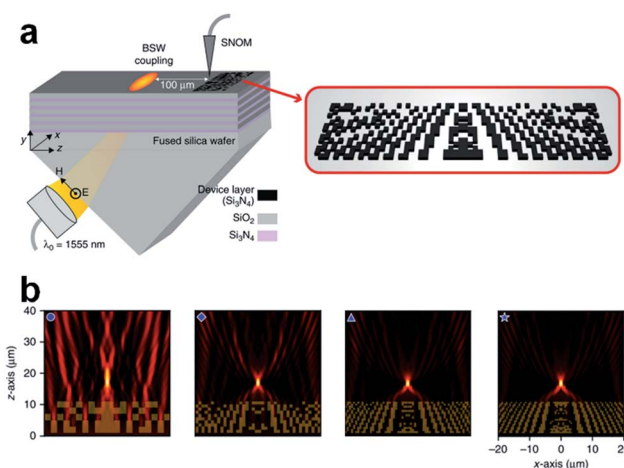 a
SNOM
BSW
coupling
100 μm
y
x
z
Fused silica wafer
H
E
λ0 = 1555 nm
Device layer
(Si3N4)
SiO2
Si3N4
b
z-axis (μm)
40
30
20
10
0
−20 −10 0 10 20
x-axis (μm)